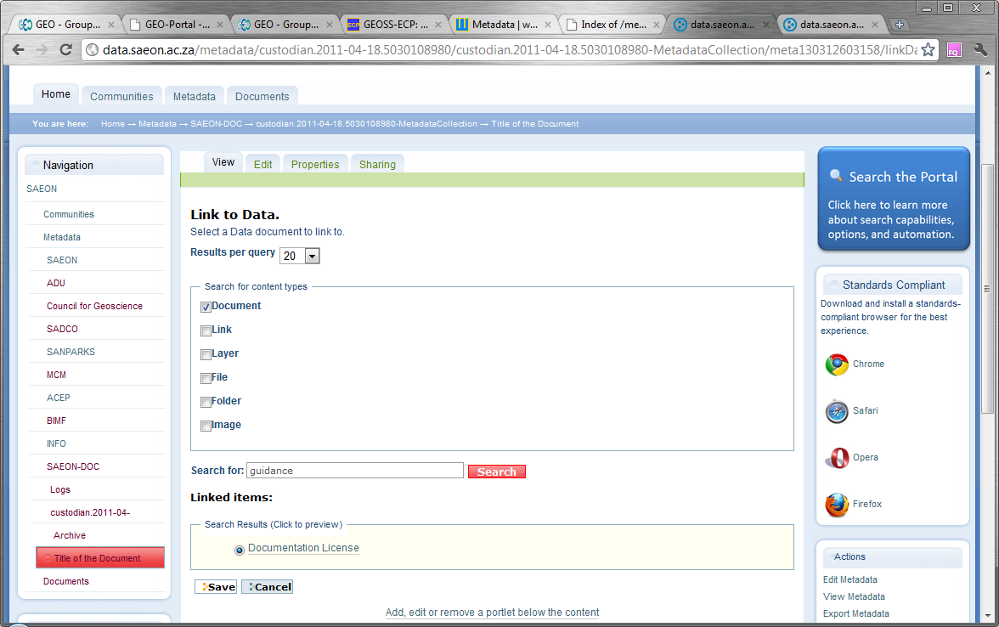 GEO - Group...
GEO-Portal -...
GEO - Group...
ECP
GEOSS-ECP: ...
Metadata | w...
Index of /me...
data.saeon.a...
data.saeon.a...
data.saeon.ac.za/metadata/custodian.2011-04-18.5030108980/custodian.2011-04-18.5030108980-MetadataCollection/meta130312603158/linkDa
Home
Communities
Metadata
Documents
You are here: Home → Metadata → SAEON-DOC → custodian.2011-04-18.5030108980-MetadataCollection → Title of the Document
Navigation
SAEON
Communities
Metadata
SAEON
ADU
Council for Geoscience
SADCO
SANPARKS
MCM
ACEP
BIMF
INFO
SAEON-DOC
Logs
custodian.2011-04-
Archive
Title of the Document
Documents
View
Edit
Properties
Sharing
Link to Data.
Select a Data document to link to.
Results per query 20
Search for content types
Document
Link
Layer
File
Folder
Image
Search for: guidance Search
Linked items:
Search Results (Click to preview)
Documentation License
Save Cancel
Add, edit or remove a portlet below the content
Search the Portal
Click here to learn more
about search capabilities,
options, and automation.
Standards Compliant
Download and install a standards-
compliant browser for the best
experience.
Chrome
Safari
Opera
Firefox
Actions
Edit Metadata
View Metadata
Export Metadata